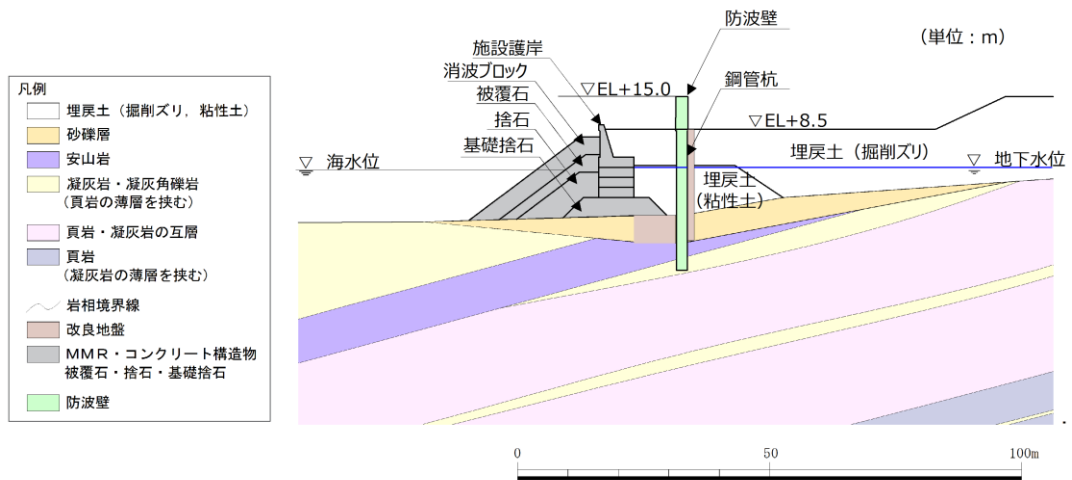 防波壁
(単位:m)
施設護岸
消波ブロック
鋼管杭
被覆石
▽EL+15.0
捨石
▽EL+8.5
基礎捨石
▽ 海水位
埋戻土(掘削ズリ)
▽ 地下水位
埋戻土
(粘性土)
凡例
埋戻土(掘削ズリ,粘性土)
砂礫層
安山岩
凝灰岩・凝灰角礫岩
(頁岩の薄層を挟む)
頁岩・凝灰岩の互層
頁岩
(凝灰岩の薄層を挟む)
岩相境界線
改良地盤
MMR・コンクリート構造物
被覆石・捨石・基礎捨石
防波壁
0 50 100m